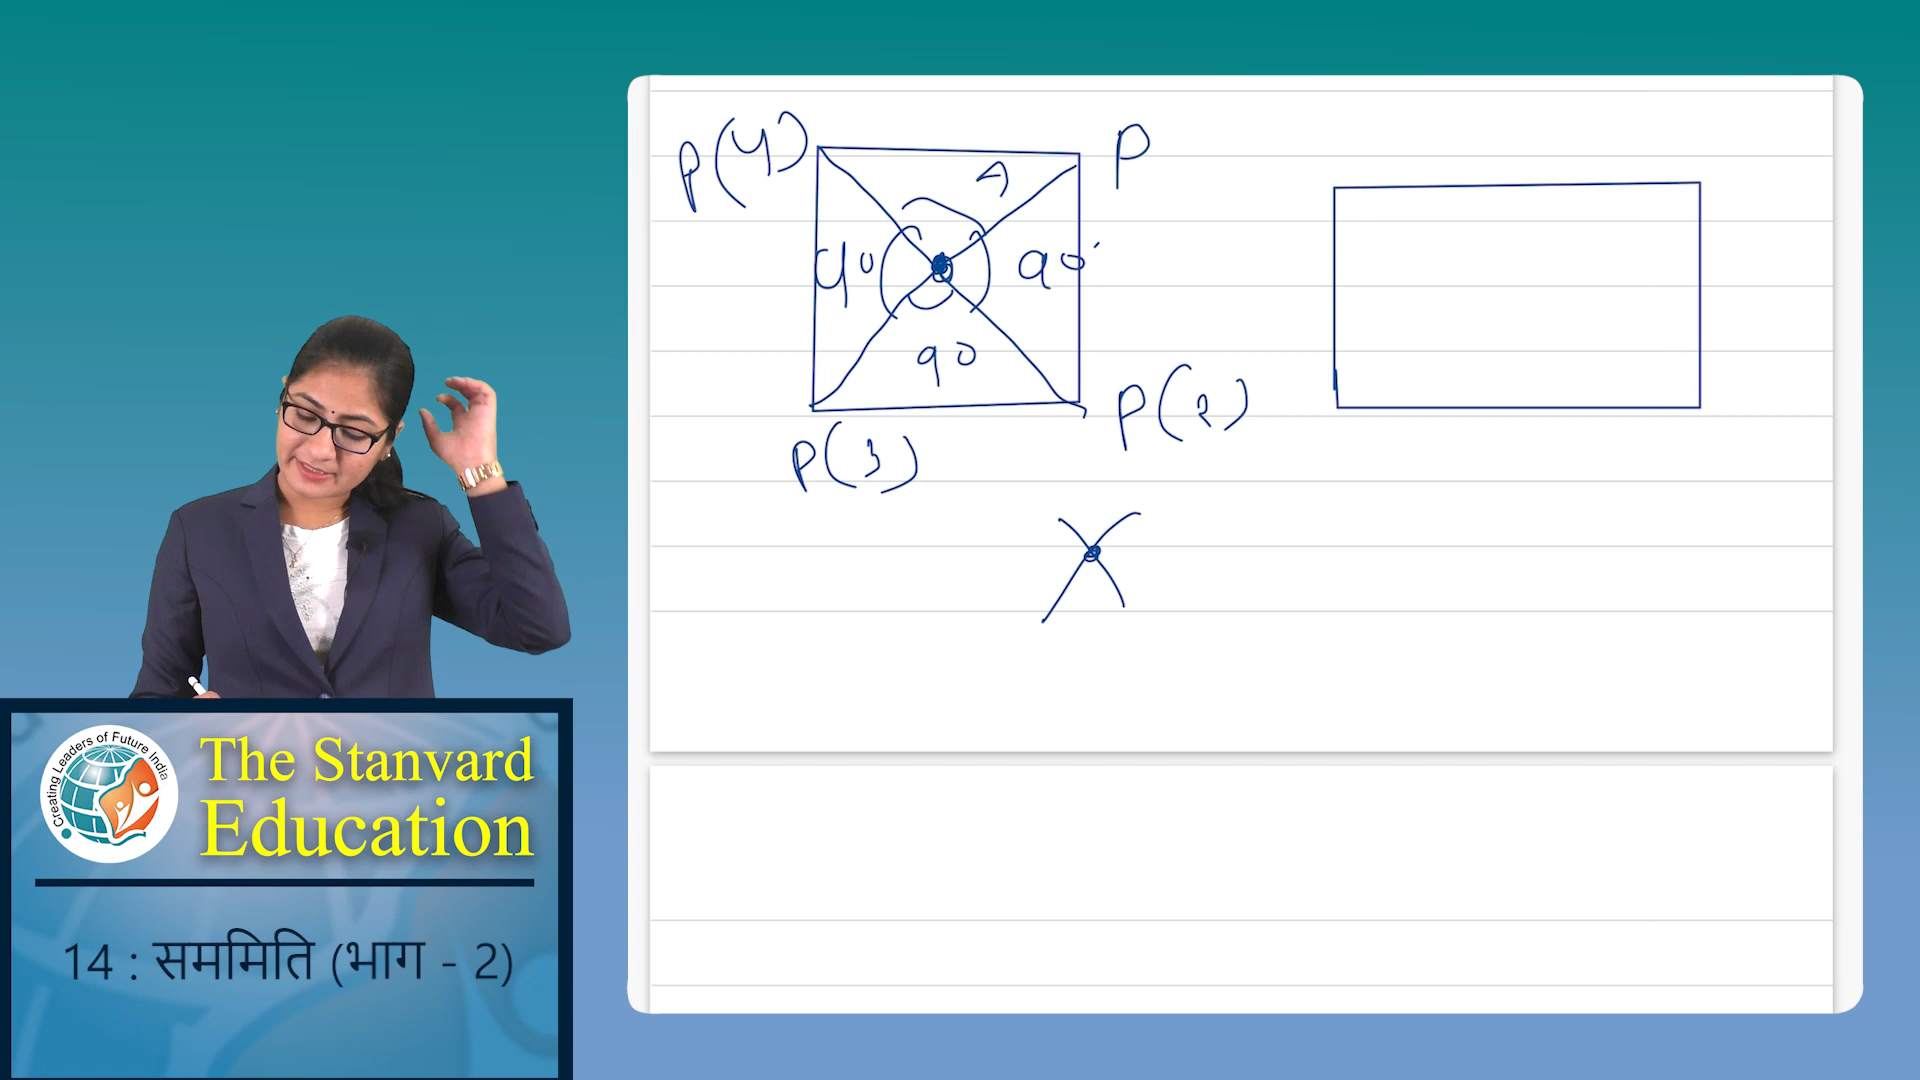 P(4)
P
90
90°
90
P(2)
P(3)
Creating Leaders of Future India
The Stanvard
Education
14 : सममिति (भाग - 2)